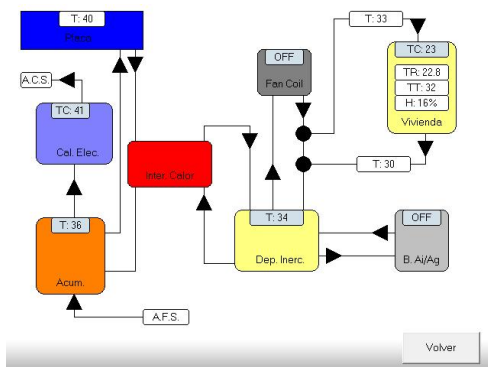 T: 40
Placa
T: 33
OFF
Fan Coil
TC: 23
TR: 22.8
TT: 32
H: 16%
Vivienda
A.C.S.
TC: 41
Cal. Elec.
Inter. Calor
T: 30
T: 36
Acum.
T: 34
Dep. Inerc.
OFF
B. Ai/Ag
A.F.S.
Volver